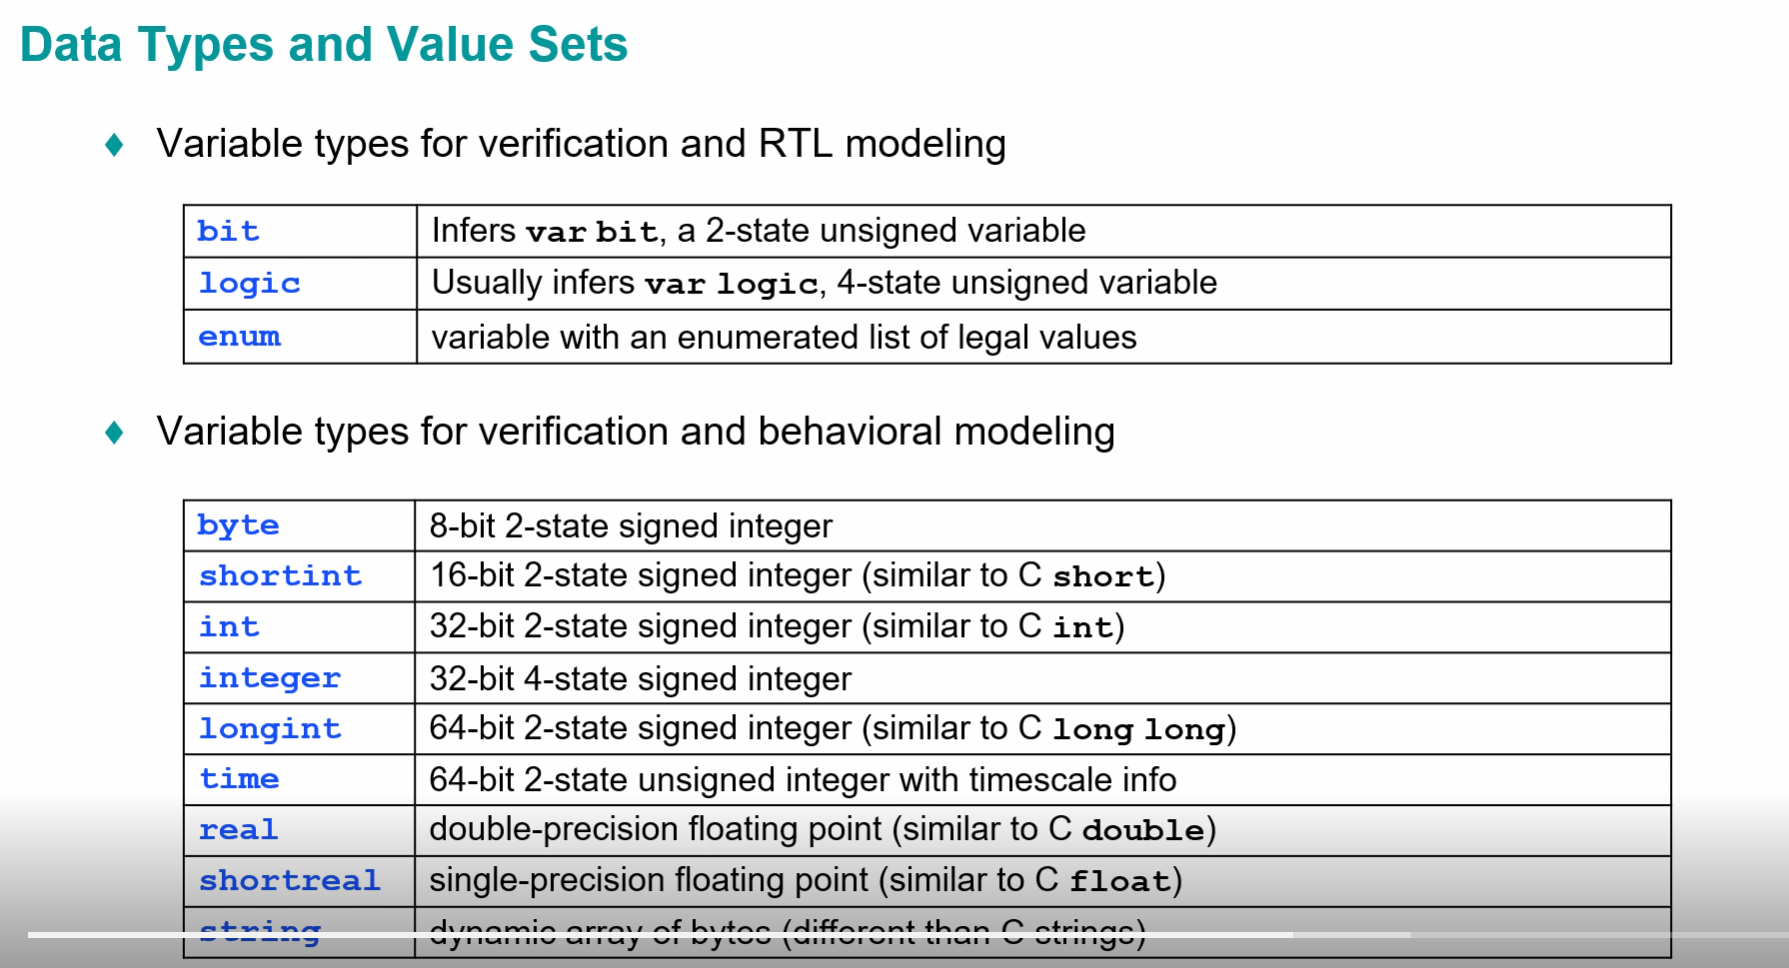 Data Types and Value Sets
Variable types for verification and RTL modeling
bit Infers var bit, a 2-state unsigned variable
logic Usually infers var logic, 4-state unsigned variable
enum variable with an enumerated list of legal values
Variable types for verification and behavioral modeling
byte 8-bit 2-state signed integer
shortint 16-bit 2-state signed integer (similar to C short)
int 32-bit 2-state signed integer (similar to C int)
integer 32-bit 4-state signed integer
longint 64-bit 2-state signed integer (similar to C long long)
time 64-bit 2-state unsigned integer with timescale info
real double-precision floating point (similar to C double)
shortreal single-precision floating point (similar to C float)
string dynamic array of bytes (different than C strings)